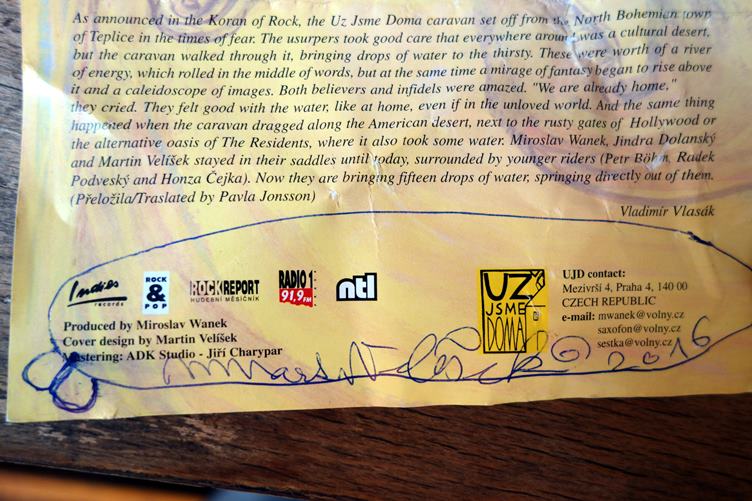 As announced in the Koran of Rock, the Uz Jsme Doma caravan set off from the North Bohemian town
of Teplice in the times of fear. The usurpers took good care that everywhere around was a cultural desert,
but the caravan walked through it, bringing drops of water to the thirsty. These were worth of a river
of energy, which rolled in the middle of words, but at the same time a mirage of fantasy began to rise above
it and a caleidoscope of images. Both believers and infidels were amazed. "We are already home,"
they cried. They felt good with the water, like at home, even if in the unloved world. And the same thing
happened when the caravan dragged along the American desert, next to the rusty gates of Hollywood or
the alternative oasis of The Residents, where it also took some water. Miroslav Wanek, Jindra Dolanský
and Martin Velíšek stayed in their saddles until today, surrounded by younger riders (Petr Böhm, Radek
Podveský and Honza Čejka). Now they are bringing fifteen drops of water, springing directly out of them.
(Přeložila/Traslated by Pavla Jonsson)
Vladimír Vlasák
Indies
records
ROCK
&
POP
ROCKREPORT
HUDEBNÍ MĚSÍČNÍK
RADIO 1
91,9 FM
ntl
UŽ
JSME
DOMA
UJD contact:
Mezivrší 4, Praha 4, 140 00
CZECH REPUBLIC
e-mail: mwanek@volny.cz
saxofon@volny.cz
sestka@volny.cz
Produced by Miroslav Wanek
Cover design by Martin Velíšek
Mastering: ADK Studio - Jiří Charypar
2016